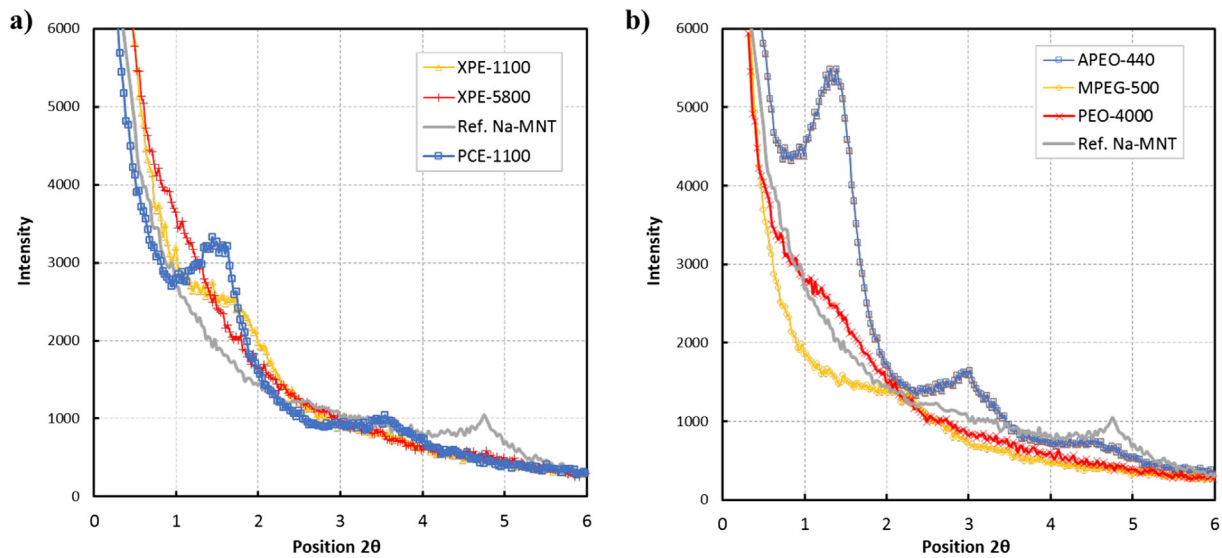 a)
6000
5000
4000
3000
2000
1000
0
Intensity
XPE-1100
XPE-5800
Ref. Na-MNT
PCE-1100
0 1 2 3 4 5 6
Position 2θ
b)
6000
5000
4000
3000
2000
1000
0
Intensity
APEO-440
MPEG-500
PEO-4000
Ref. Na-MNT
0 1 2 3 4 5 6
Position 2θ